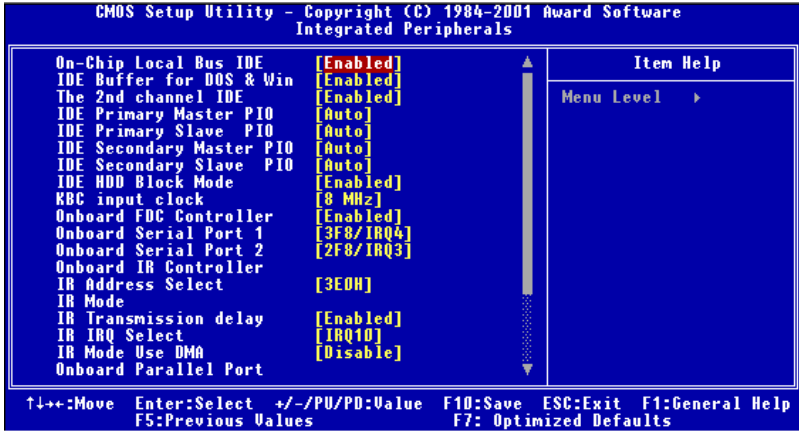 CMOS Setup Utility - Copyright (C) 1984-2001 Award Software
Integrated Peripherals
On-Chip Local Bus IDE [Enabled]
IDE Buffer for DOS & Win [Enabled]
The 2nd channel IDE [Enabled]
IDE Primary Master PIO [Auto]
IDE Primary Slave PIO [Auto]
IDE Secondary Master PIO [Auto]
IDE Secondary Slave PIO [Auto]
IDE HDD Block Mode [Enabled]
KBC input clock [8 MHz]
Onboard FDC Controller [Enabled]
Onboard Serial Port 1 [3F8/IRQ4]
Onboard Serial Port 2 [2F8/IRQ3]
Onboard IR Controller
IR Address Select [3E0H]
IR Mode
IR Transmission delay [Enabled]
IR IRQ Select [IRQ10]
IR Mode Use DMA [Disable]
Onboard Parallel Port
Item Help
Menu Level ▸
↑↓→←:Move Enter:Select +/-/PU/PD:Value F10:Save ESC:Exit F1:General Help
F5:Previous Values F7: Optimized Defaults